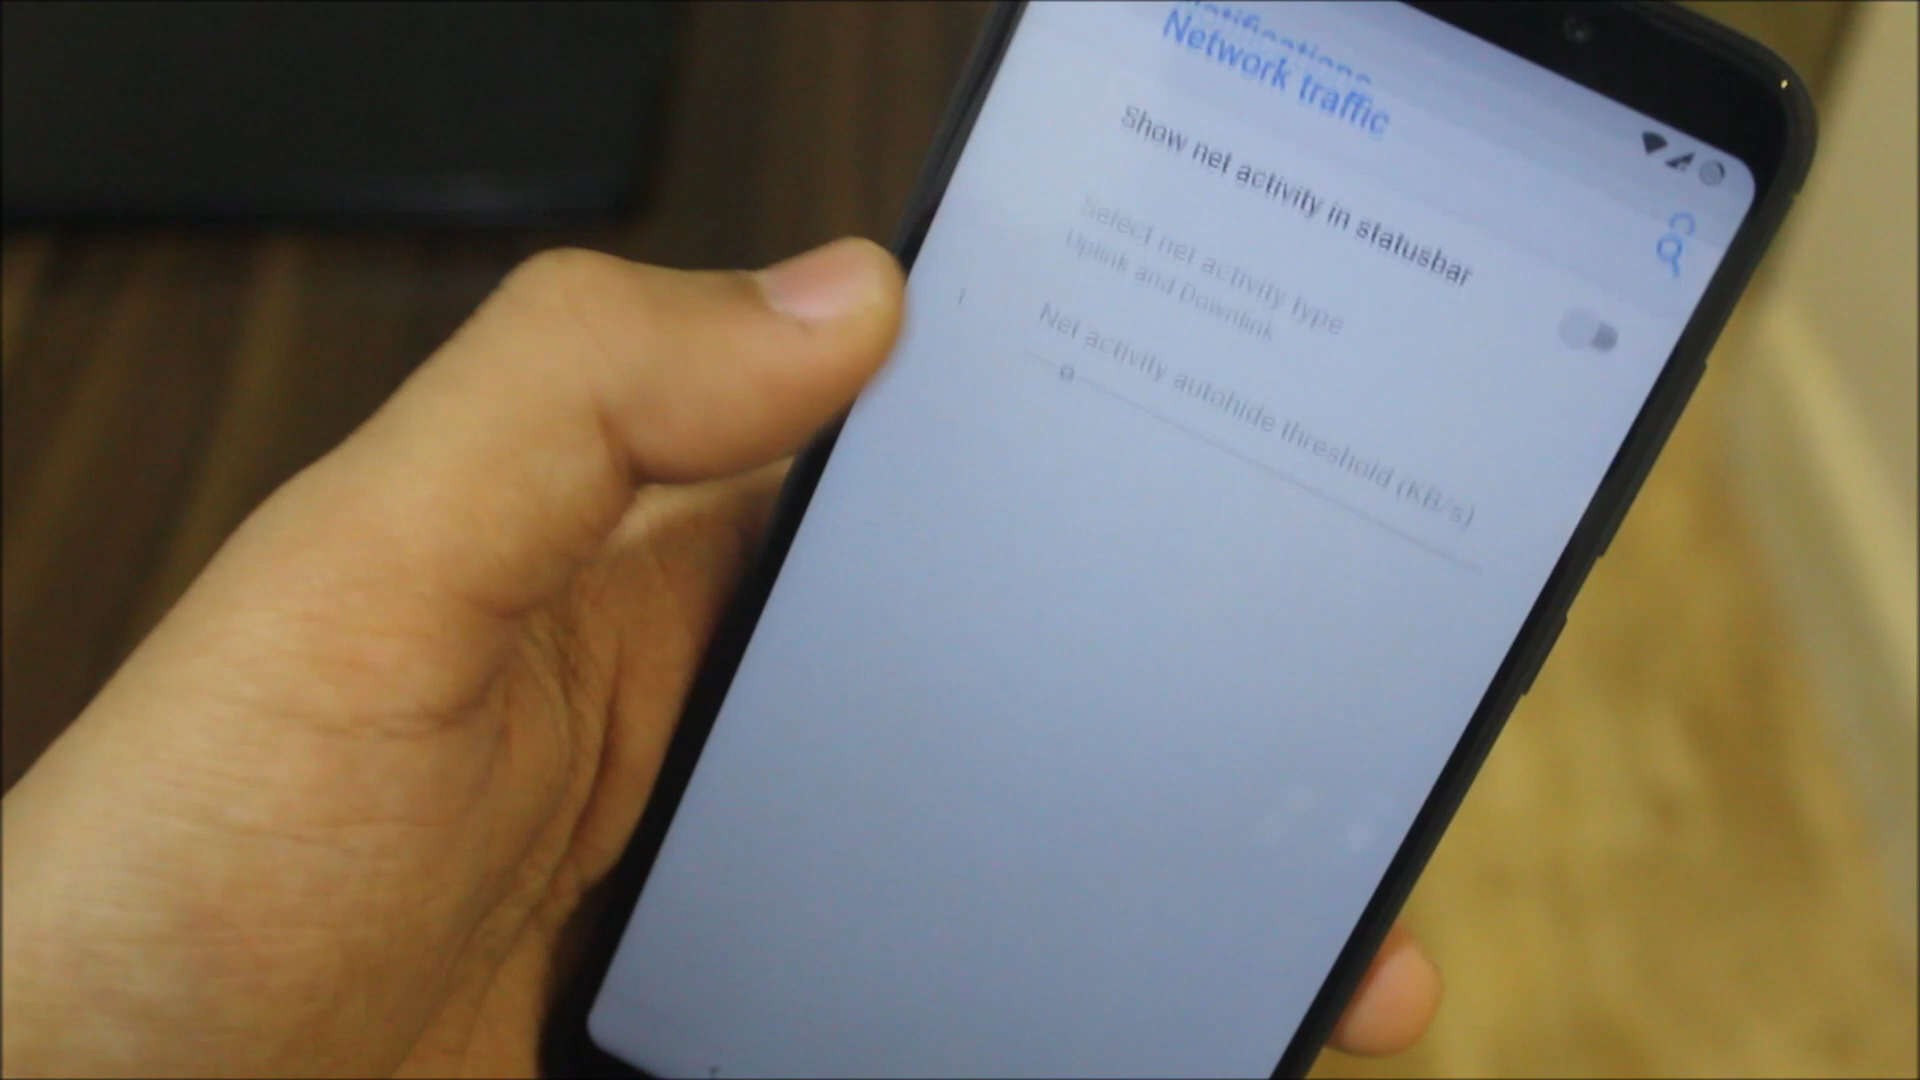 Notifications
Network traffic
Show net activity in statusbar
Select net activity type
Uplink and Downlink
Net activity autohide threshold (KB/s)